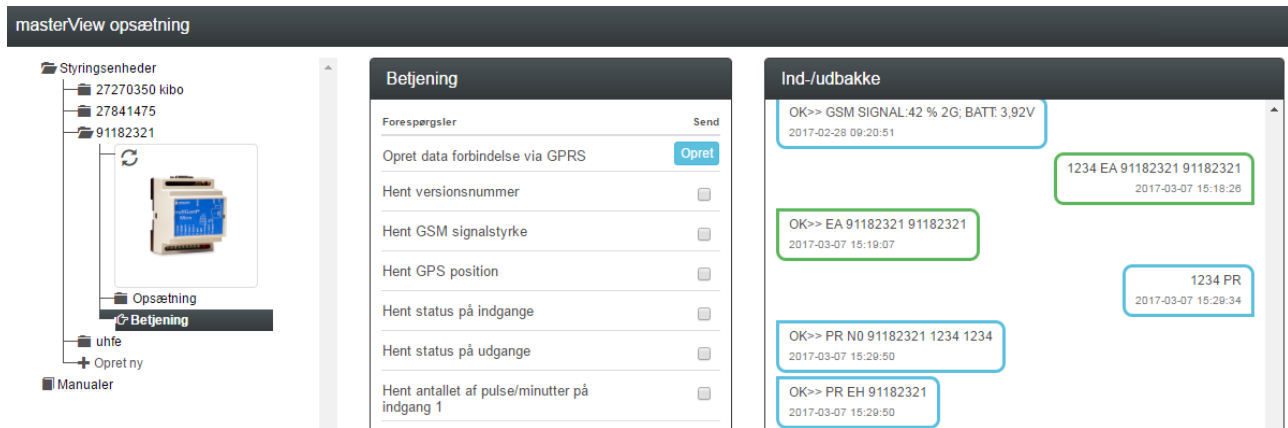 masterView opsætning
Styringsenheder
27270350 kibo
27841475
91182321
Opsætning
Betjening
uhfe
Opret ny
Manualer
Betjening
Forespørgsler Send
Opret data forbindelse via GPRS Opret
Hent versionsnummer
Hent GSM signalstyrke
Hent GPS position
Hent status på indgange
Hent status på udgange
Hent antallet af pulse/minutter på
indgang 1
Ind-/udbakke
OK>> GSM SIGNAL:42 % 2G; BATT: 3,92V
2017-02-28 09:20:51
1234 EA 91182321 91182321
2017-03-07 15:18:26
OK>> EA 91182321 91182321
2017-03-07 15:19:07
1234 PR
2017-03-07 15:29:34
OK>> PR N0 91182321 1234 1234
2017-03-07 15:29:50
OK>> PR EH 91182321
2017-03-07 15:29:50